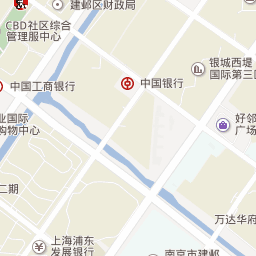 建邺区财政局
CBD社区综合
管理服中心
银城西堤
国际第三
中国银行
中国工商银行
好邻
广场
业国际
购物中心
二期
万达华府
上海浦东
发展银行
南京市建邺